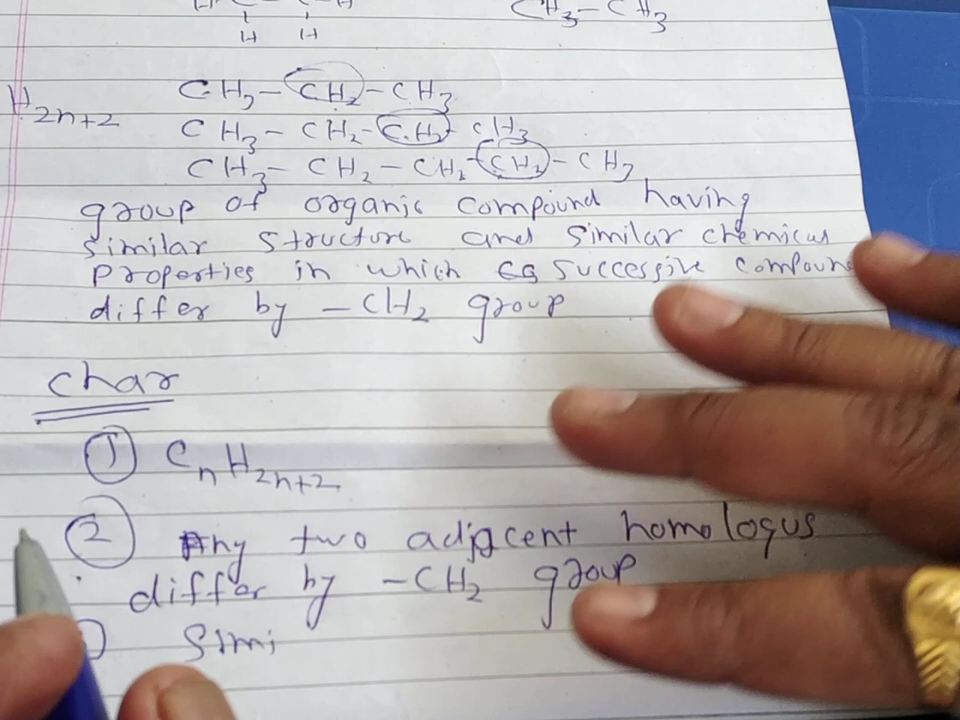 H C C H CH3-CH3
H H
CH3-CH2-CH3
H2n+2
CH3-CH2-CH2-CH3
CH3-CH2-CH2-CH2-CH3
group of organic compound having
similar structure and similar chemical
properties in which successive compound
differ by -CH2 group
Char
① CnH2n+2
② Any two adjacent homologus
differ by -CH2 group
Simi